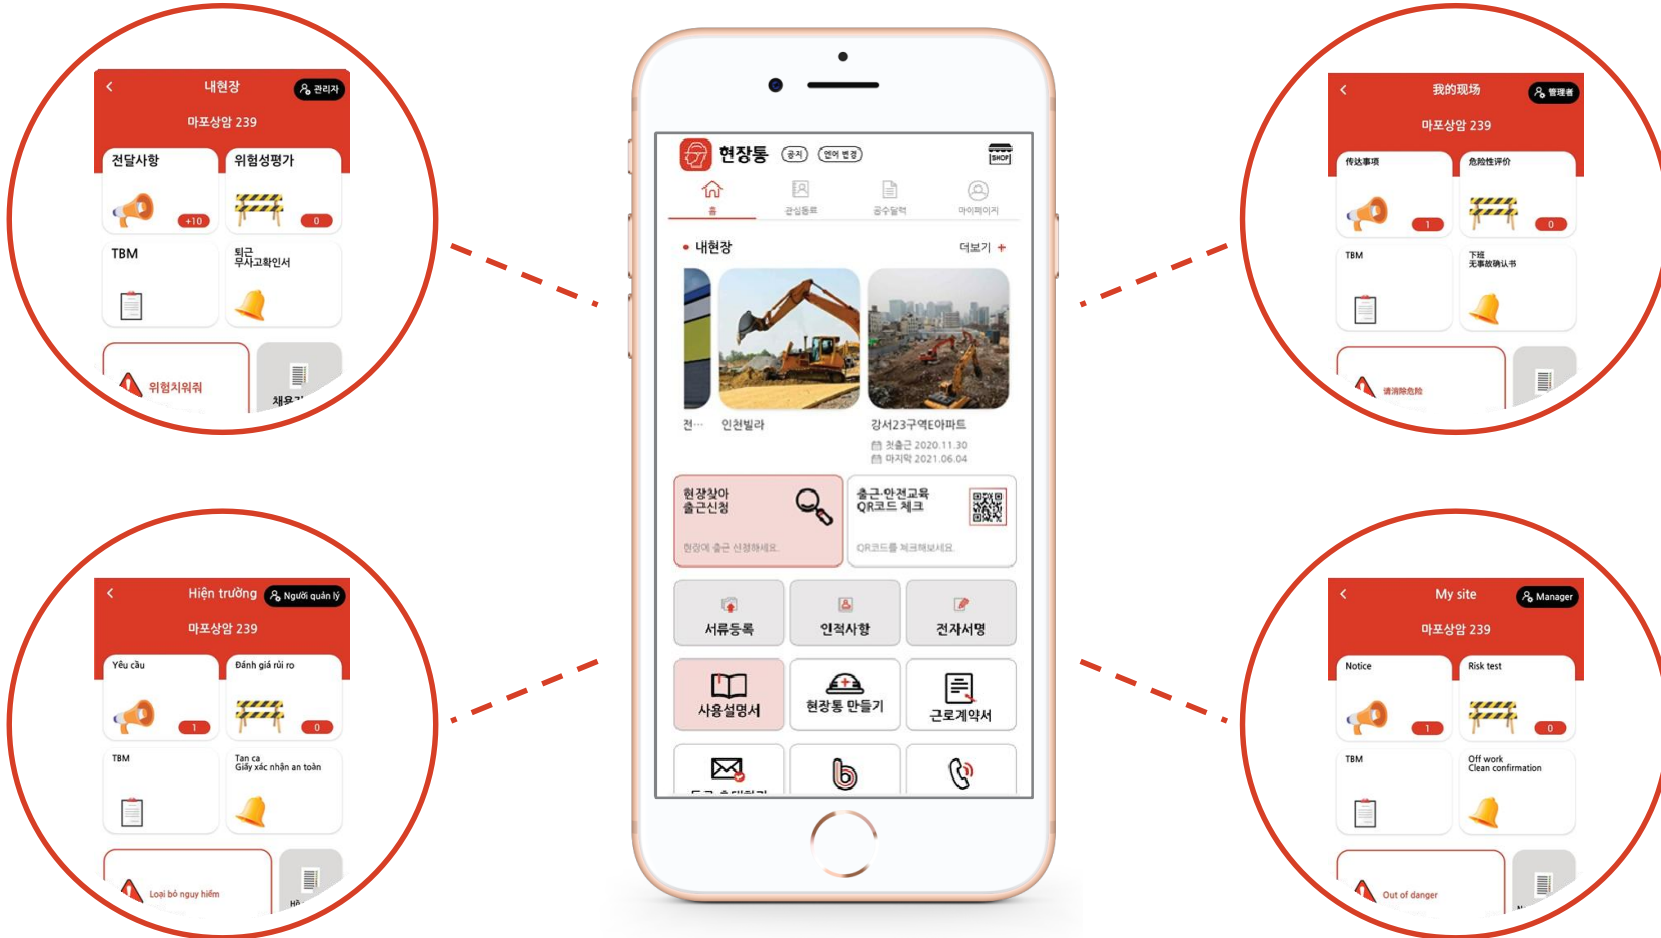 내현장
관리자
마포상암 239
전달사항
위험성평가
+10
0
TBM
퇴근
무사고확인서
위험치워줘
Hiện trường
Người quản lý
마포상암 239
Yêu cầu
Đánh giá rủi ro
1
0
TBM
Tan ca
Giấy xác nhận an toàn
Loại bỏ nguy hiểm
현장통
공지
언어 변경
SHOP
홈
관심동료
공수달력
마이페이지
내현장
더보기 +
전…
인천빌라
강서23구역E아파트
첫출근 2020.11.30
마지막 2021.06.04
현장찾아
출근신청
현장에 출근 신청하세요.
출근·안전교육
QR코드 체크
QR코드를 체크해보세요.
서류등록
인적사항
전자서명
사용설명서
현장통 만들기
근로계약서
我的现场
管理者
마포상암 239
传达事项
危险性评价
1
0
TBM
下班
无事故确认书
请消除危险
My site
Manager
마포상암 239
Notice
Risk test
1
0
TBM
Off work
Clean confirmation
Out of danger